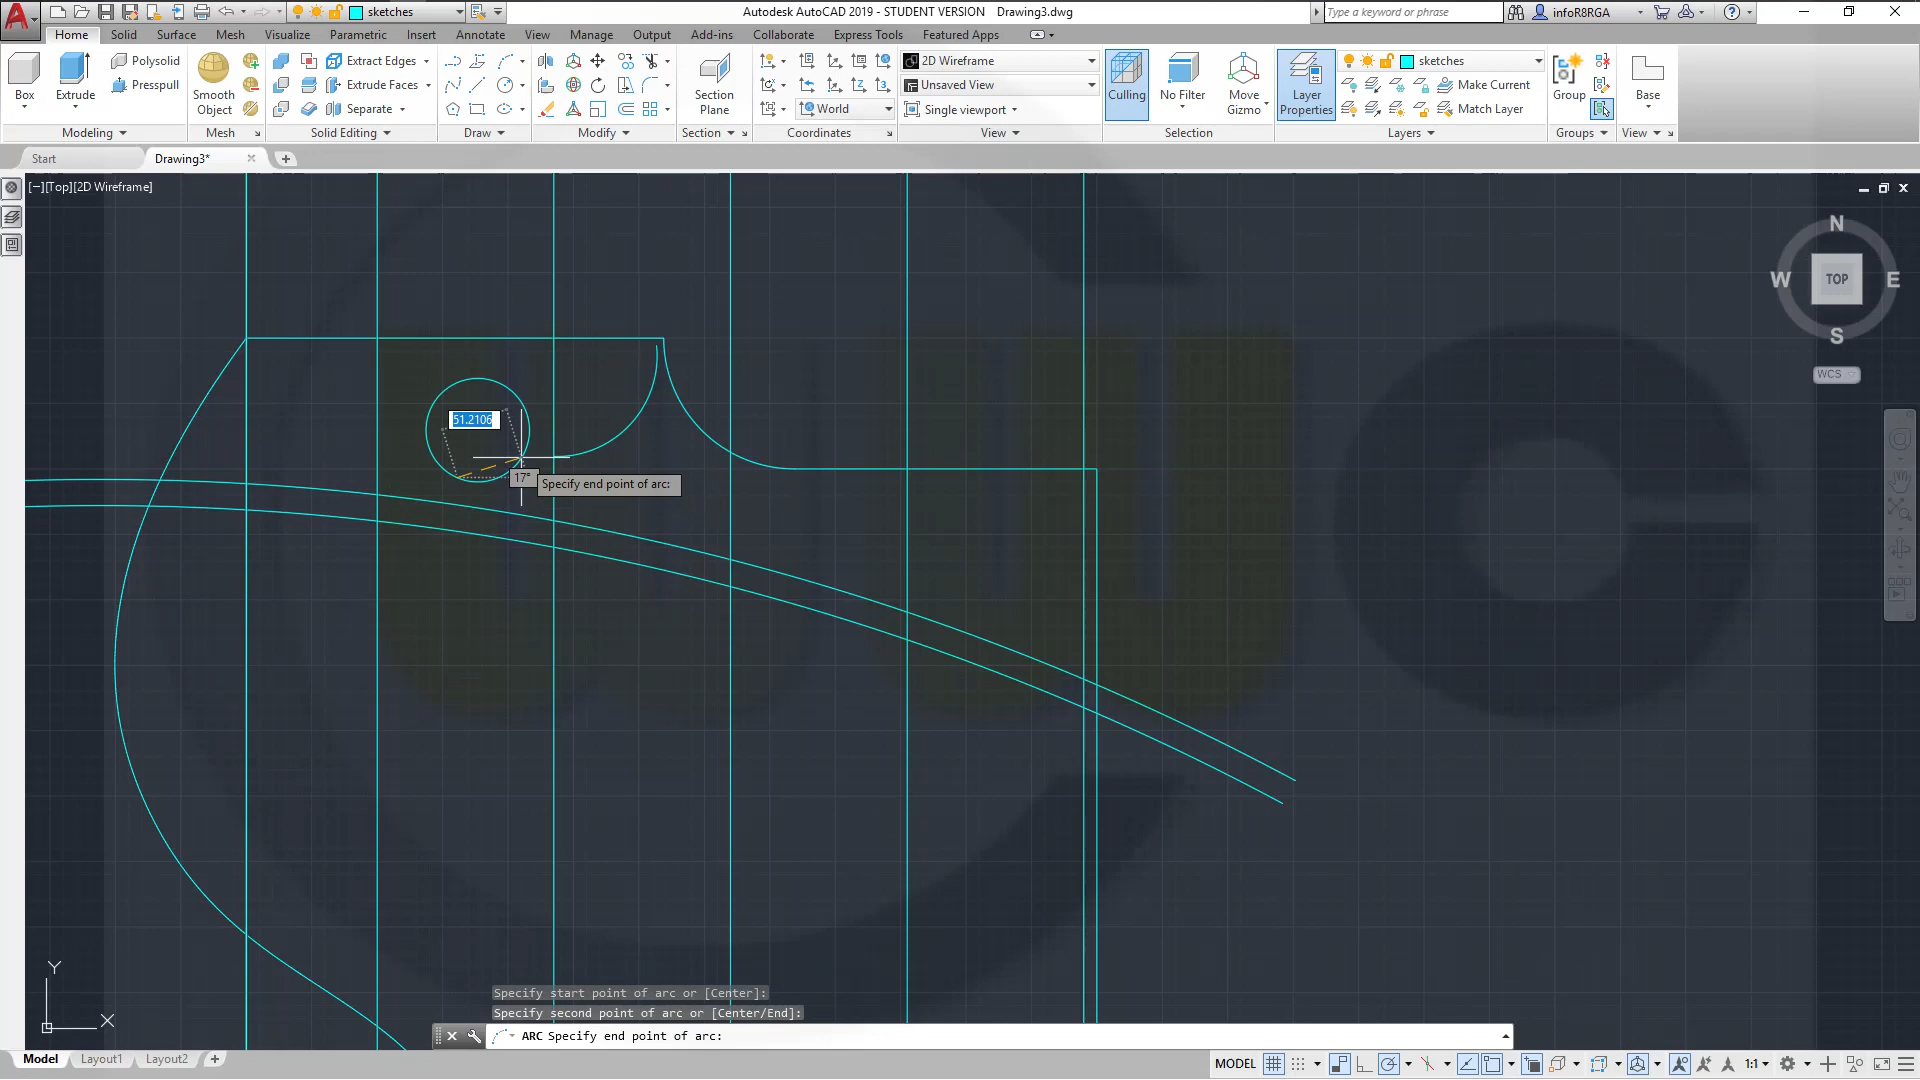 sketches
Autodesk AutoCAD 2019 - STUDENT VERSION Drawing3.dwg
Type a keyword or phrase
infoR8RGA
Home Solid Surface Mesh Visualize Parametric Insert Annotate View Manage Output Add-ins Collaborate Express Tools Featured Apps
Polysolid Extract Edges 2D Wireframe sketches
Box Extrude Presspull Smooth Object Extrude Faces Section Plane Unsaved View Culling No Filter Move Gizmo Layer Properties Make Current Group Base
Separate World Single viewport Match Layer
Modeling Mesh Solid Editing Draw Modify Section Coordinates View Selection Layers Groups View
Start Drawing3*
[−][Top][2D Wireframe]
N
W TOP E
S
WCS
51.2106
17° Specify end point of arc:
Y
X
Specify start point of arc or [Center]:
Specify second point of arc or [Center/End]:
ARC Specify end point of arc:
Model Layout1 Layout2 MODEL 1:1